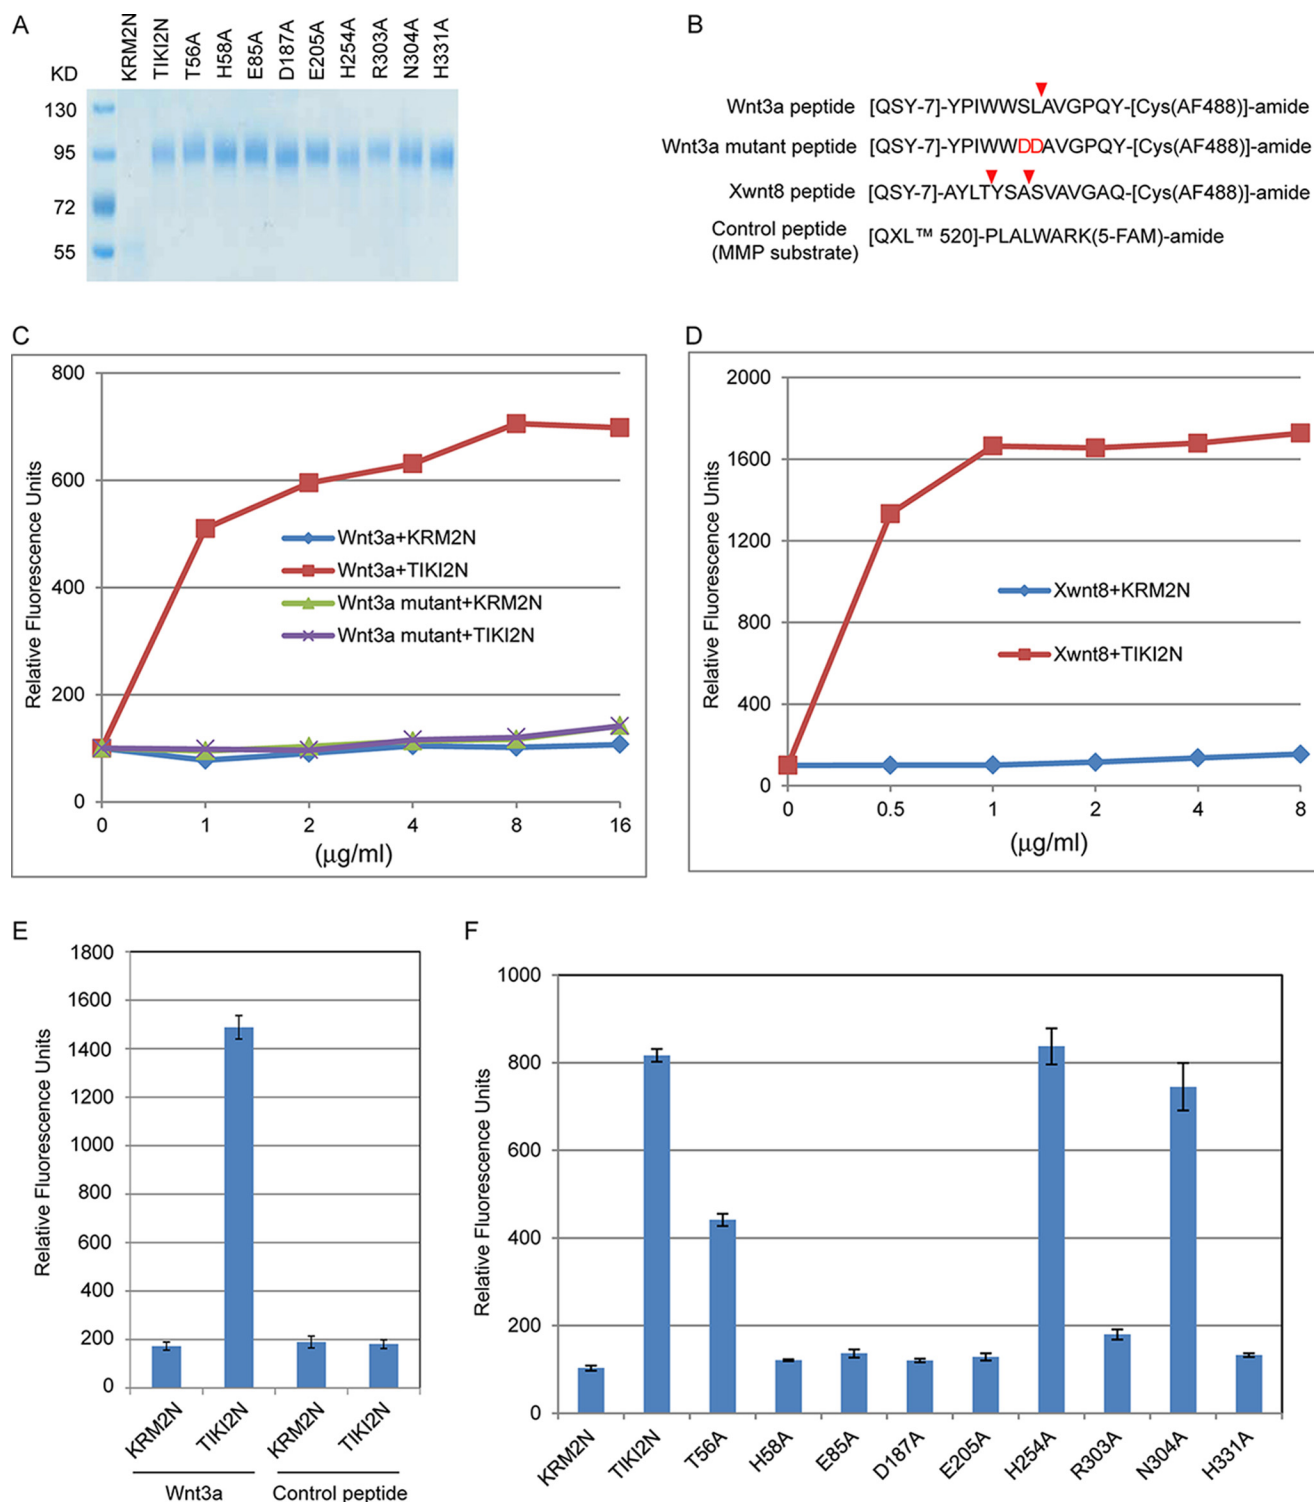 A
KRM2N
TIKI2N
T56A
H58A
E85A
D187A
E205A
H254A
R303A
N304A
H331A
KD
130
95
72
55
B
Wnt3a peptide [QSY-7]-YPIWWSLAVGPQY-[Cys(AF488)]-amide
Wnt3a mutant peptide [QSY-7]-YPIWWDDAVGPQY-[Cys(AF488)]-amide
Xwnt8 peptide [QSY-7]-AYLTYSASVAVGAQ-[Cys(AF488)]-amide
Control peptide
(MMP substrate) [QXL™ 520]-PLALWARK(5-FAM)-amide
C
Relative Fluorescence Units
800
600
400
200
0
Wnt3a+KRM2N
Wnt3a+TIKI2N
Wnt3a mutant+KRM2N
Wnt3a mutant+TIKI2N
0 1 2 4 8 16
(μg/ml)
D
Relative Fluorescence Units
2000
1600
1200
800
400
0
Xwnt8+KRM2N
Xwnt8+TIKI2N
0 0.5 1 2 4 8
(μg/ml)
E
Relative Fluorescence Units
1800
1600
1400
1200
1000
800
600
400
200
0
KRM2N TIKI2N KRM2N TIKI2N
Wnt3a Control peptide
F
Relative Fluorescence Units
1000
800
600
400
200
0
KRM2N TIKI2N T56A H58A E85A D187A E205A H254A R303A N304A H331A